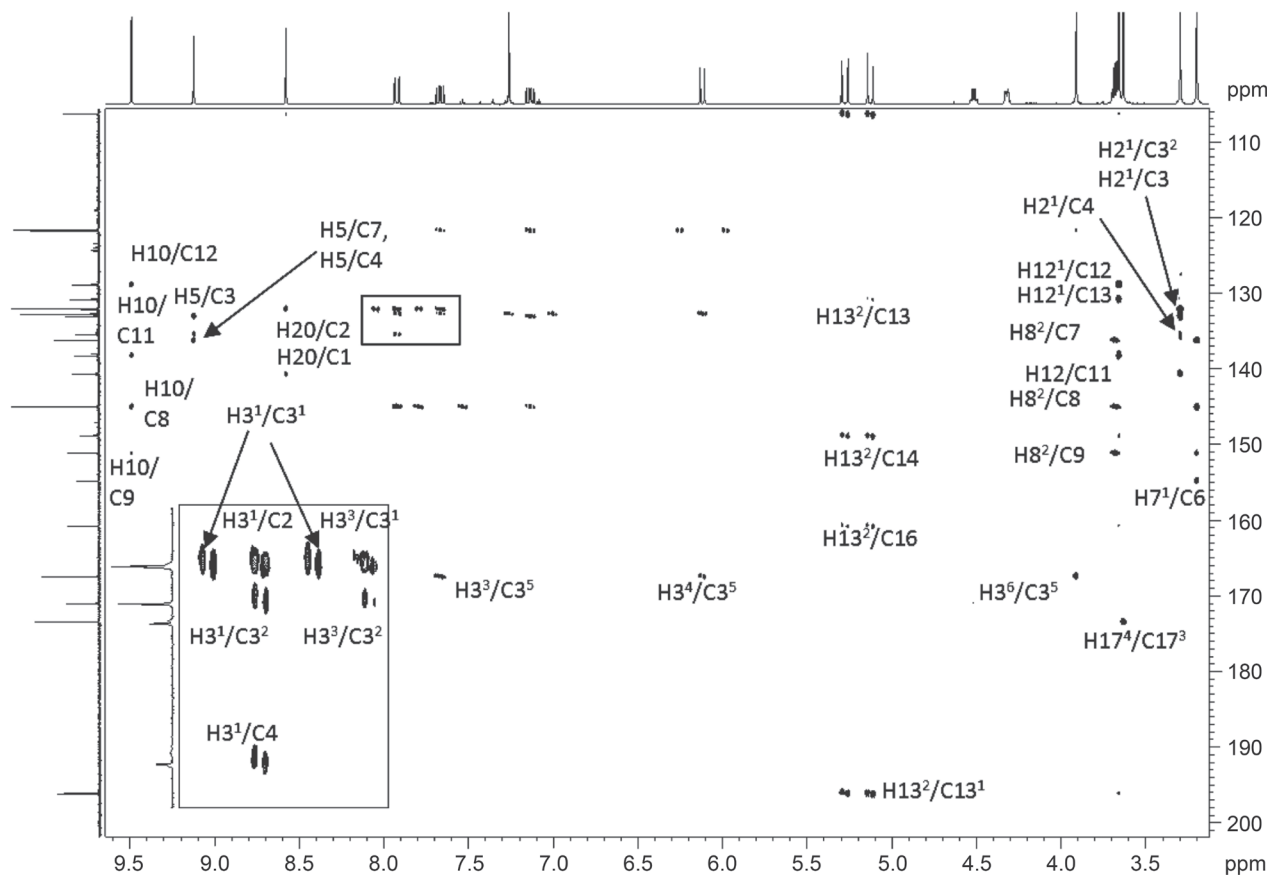 ppm
110
H2¹/C3²
H2¹/C3
H2¹/C4
120
H5/C7,
H5/C4
H10/C12
H5/C3
H10/
C11
H12¹/C12
H12¹/C13
130
H20/C2
H13²/C13
H8²/C7
H20/C1
H12/C11
140
H10/
C8
H8²/C8
H3¹/C3¹
150
H10/
C9
H13²/C14
H8²/C9
H7¹/C6
H3¹/C2
H3³/C3¹
160
H13²/C16
H3³/C3⁵
H3⁴/C3⁵
H3⁶/C3⁵
170
H3¹/C3²
H3³/C3²
H17⁴/C17³
180
H3¹/C4
190
H13²/C13¹
200
9.5 9.0 8.5 8.0 7.5 7.0 6.5 6.0 5.5 5.0 4.5 4.0 3.5 ppm